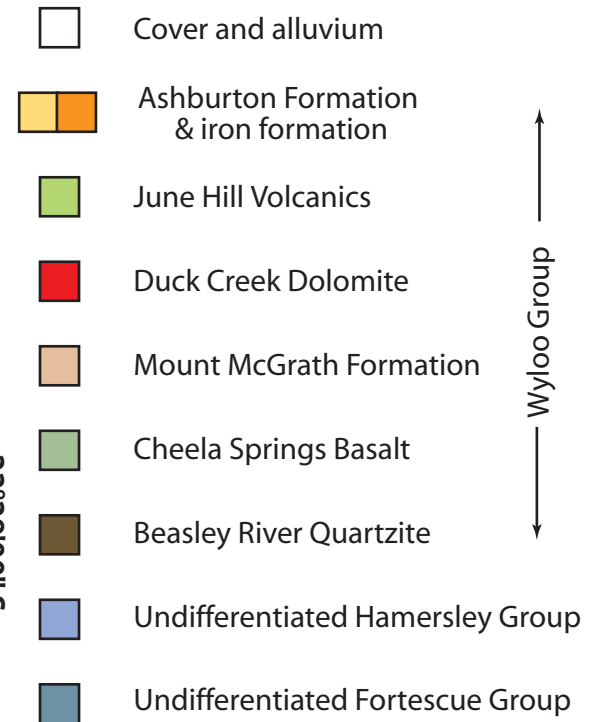 Cover and alluvium
Ashburton Formation
& iron formation
June Hill Volcanics
Duck Creek Dolomite
Mount McGrath Formation
Cheela Springs Basalt
Beasley River Quartzite
Undifferentiated Hamersley Group
Undifferentiated Fortescue Group
Wyloo Group